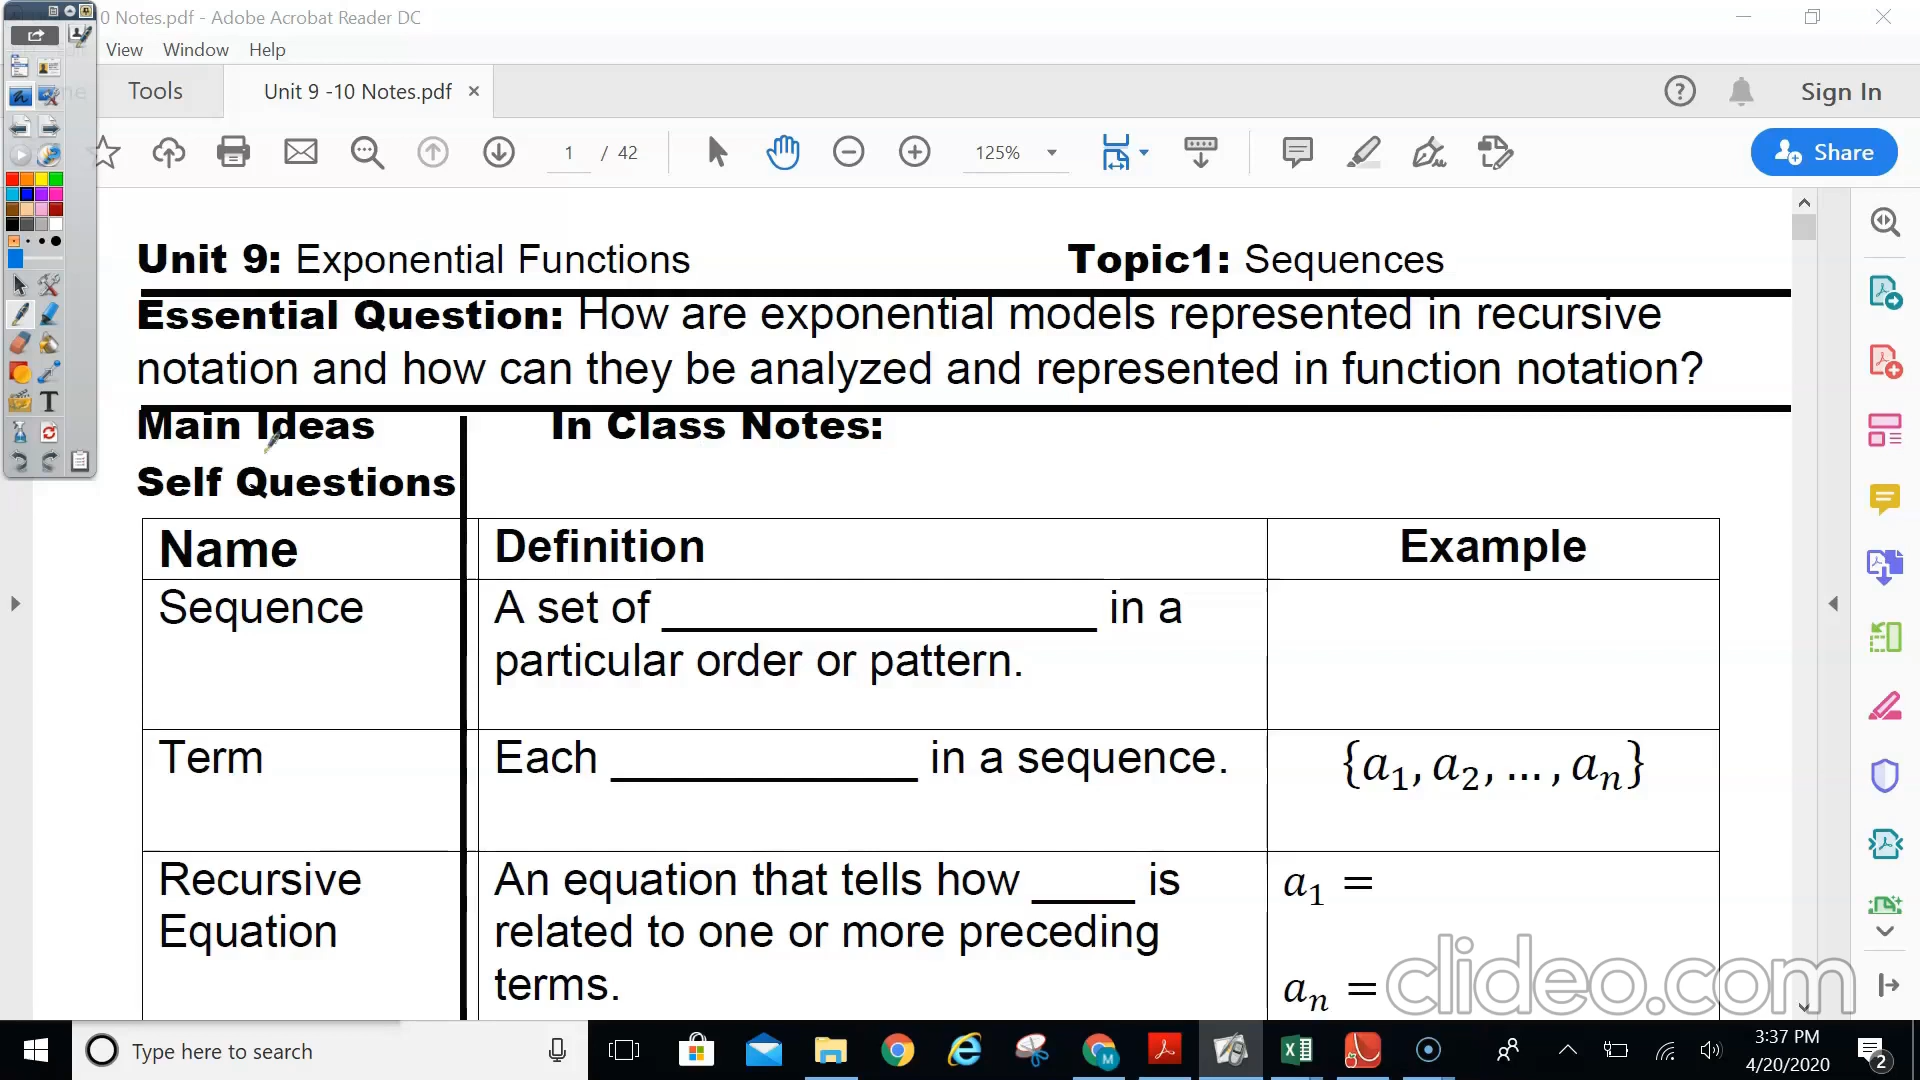 0 Notes.pdf - Adobe Acrobat Reader DC
View Window Help
Tools Unit 9 -10 Notes.pdf × Sign In
1 / 42 125% Share
Unit 9: Exponential Functions Topic1: Sequences
Essential Question: How are exponential models represented in recursive
notation and how can they be analyzed and represented in function notation?
Main Ideas In Class Notes:
Self Questions
Name Definition Example
Sequence A set of _________________ in a
particular order or pattern.
Term Each ____________ in a sequence. {a₁, a₂, … , aₙ}
Recursive An equation that tells how ____ is a₁ =
Equation related to one or more preceding
terms. aₙ =
clideo.com
Type here to search
3:37 PM
4/20/2020
2